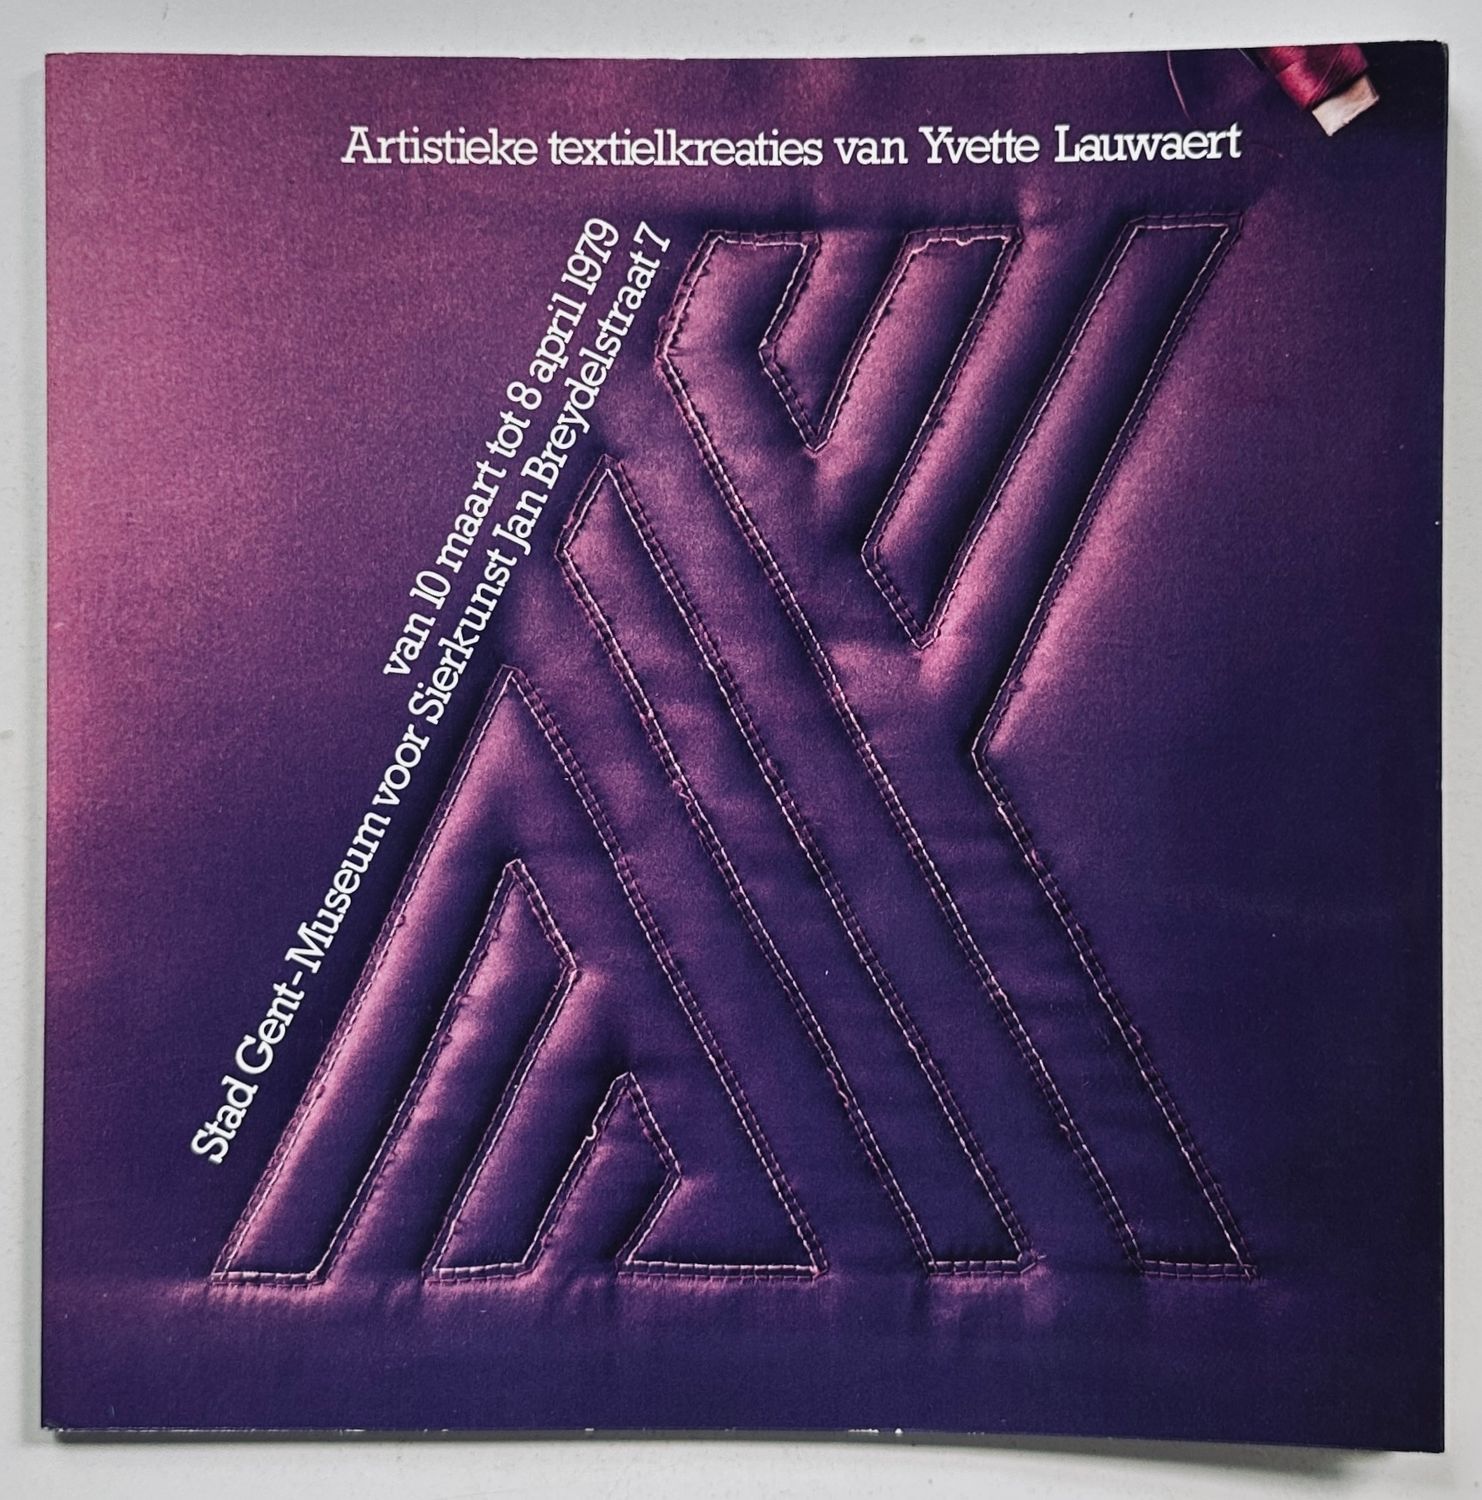 Artistieke textielkreaties van Yvette Lauwaert
van 10 maart tot 8 april 1979
Stad Gent-Museum voor Sierkunst Jan Breydelstraat 7